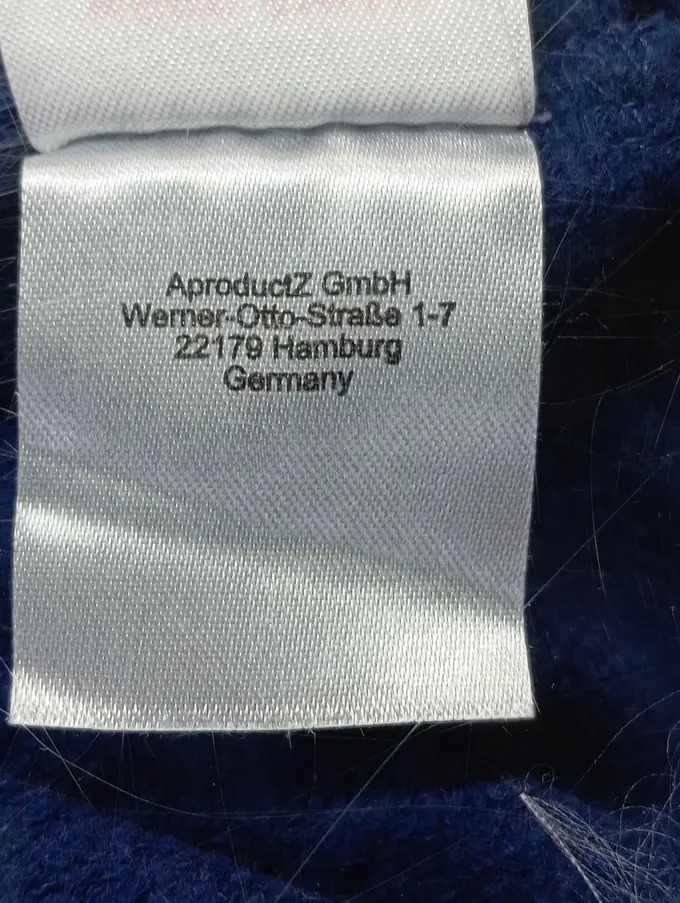 AproductZ GmbH
Werner-Otto-Straße 1-7
22179 Hamburg
Germany